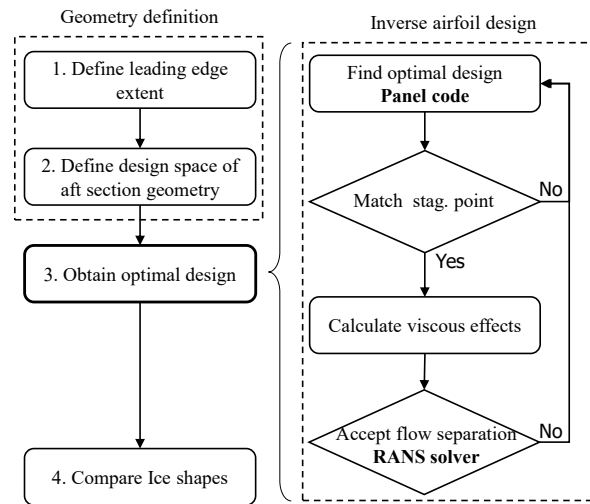 Geometry definition
1. Define leading edge
extent
2. Define design space of
aft section geometry
3. Obtain optimal design
4. Compare Ice shapes
Inverse airfoil design
Find optimal design
Panel code
Match stag. point
No
Yes
Calculate viscous effects
Accept flow separation
RANS solver
No